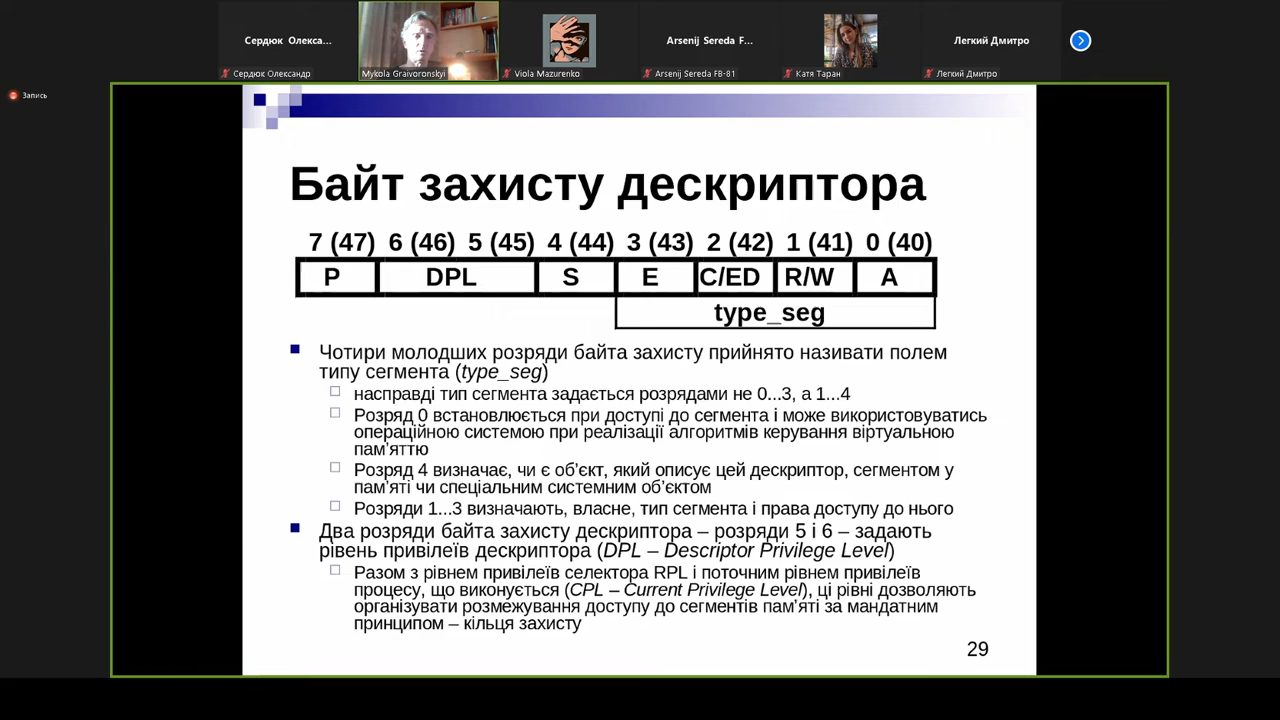 Сердюк Олекса...
Arsenij Sereda F...
Легкий Дмитро
Сердюк Олександр
Mykola Graivoronskyi
Viola Mazurenko
Arsenij Sereda FB-81
Катя Таран
Легкий Дмитро
Запись
Байт захисту дескриптора
7 (47) 6 (46) 5 (45) 4 (44) 3 (43) 2 (42) 1 (41) 0 (40)
P DPL S E C/ED R/W A
type_seg
Чотири молодших розряди байта захисту прийнято називати полем
типу сегмента (type_seg)
насправді тип сегмента задається розрядами не 0...3, а 1...4
Розряд 0 встановлюється при доступі до сегмента і може використовуватись
операційною системою при реалізації алгоритмів керування віртуальною
пам’яттю
Розряд 4 визначає, чи є об’єкт, який описує цей дескриптор, сегментом у
пам’яті чи спеціальним системним об’єктом
Розряди 1...3 визначають, власне, тип сегмента і права доступу до нього
Два розряди байта захисту дескриптора – розряди 5 і 6 – задають
рівень привілеїв дескриптора (DPL – Descriptor Privilege Level)
Разом з рівнем привілеїв селектора RPL і поточним рівнем привілеїв
процесу, що виконується (CPL – Current Privilege Level), ці рівні дозволяють
організувати розмежування доступу до сегментів пам’яті за мандатним
принципом – кільця захисту
29